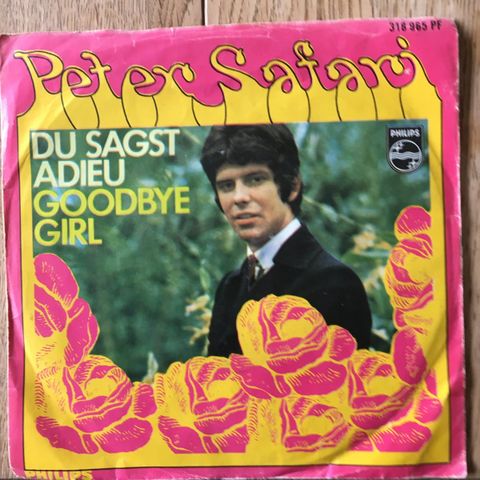 318 965 PF
Peter Safari
DU SAGST
ADIEU
GOODBYE
GIRL
PHILIPS
PHILIPS